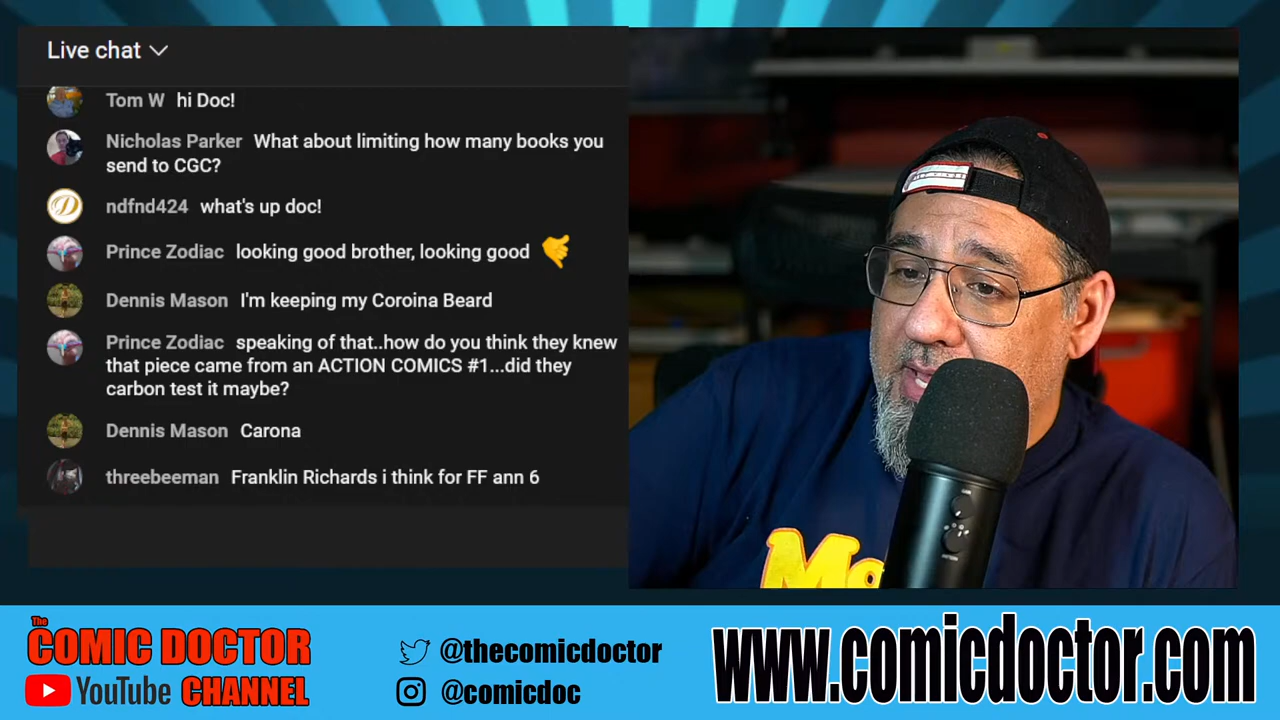 Live chat
Tom W hi Doc!
Nicholas Parker What about limiting how many books you
send to CGC?
ndfnd424 what's up doc!
Prince Zodiac looking good brother, looking good
Dennis Mason I'm keeping my Coroina Beard
Prince Zodiac speaking of that..how do you think they knew
that piece came from an ACTION COMICS #1...did they
carbon test it maybe?
Dennis Mason Carona
threebeeman Franklin Richards i think for FF ann 6
The
COMIC DOCTOR
YouTube CHANNEL
@thecomicdoctor
@comicdoc
www.comicdoctor.com